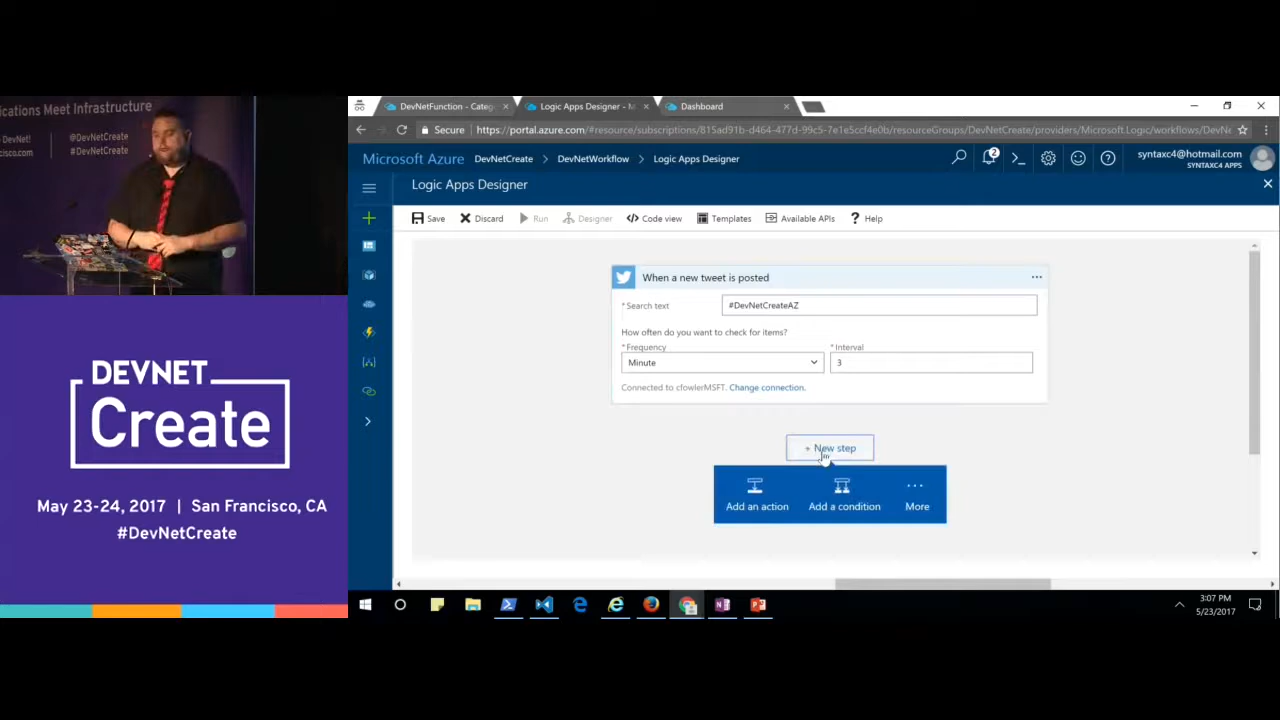 ications Meet Infrastructure
DevNet!
@DevNetCreate
isco.com
#DevNetCreate
DEVNET
Create
May 23-24, 2017 | San Francisco, CA
#DevNetCreate
DevNetFunction - Categ
Logic Apps Designer - M
Dashboard
Secure
https://portal.azure.com/#resource/subscriptions/815ad91b-d464-477d-99c5-7e1e5ccf4e0b/resourceGroups/DevNetCreate/providers/Microsoft.Logic/workflows/DevNe
Microsoft Azure DevNetCreate > DevNetWorkflow > Logic Apps Designer
2
syntaxc4@hotmail.com
SYNTAXC4 APPS
Logic Apps Designer
Save Discard Run Designer Code view Templates Available APIs Help
When a new tweet is posted
* Search text
#DevNetCreateAZ
How often do you want to check for items?
* Frequency
* Interval
Minute
3
Connected to cfowlerMSFT. Change connection.
+ New step
Add an action
Add a condition
More
3:07 PM
5/23/2017